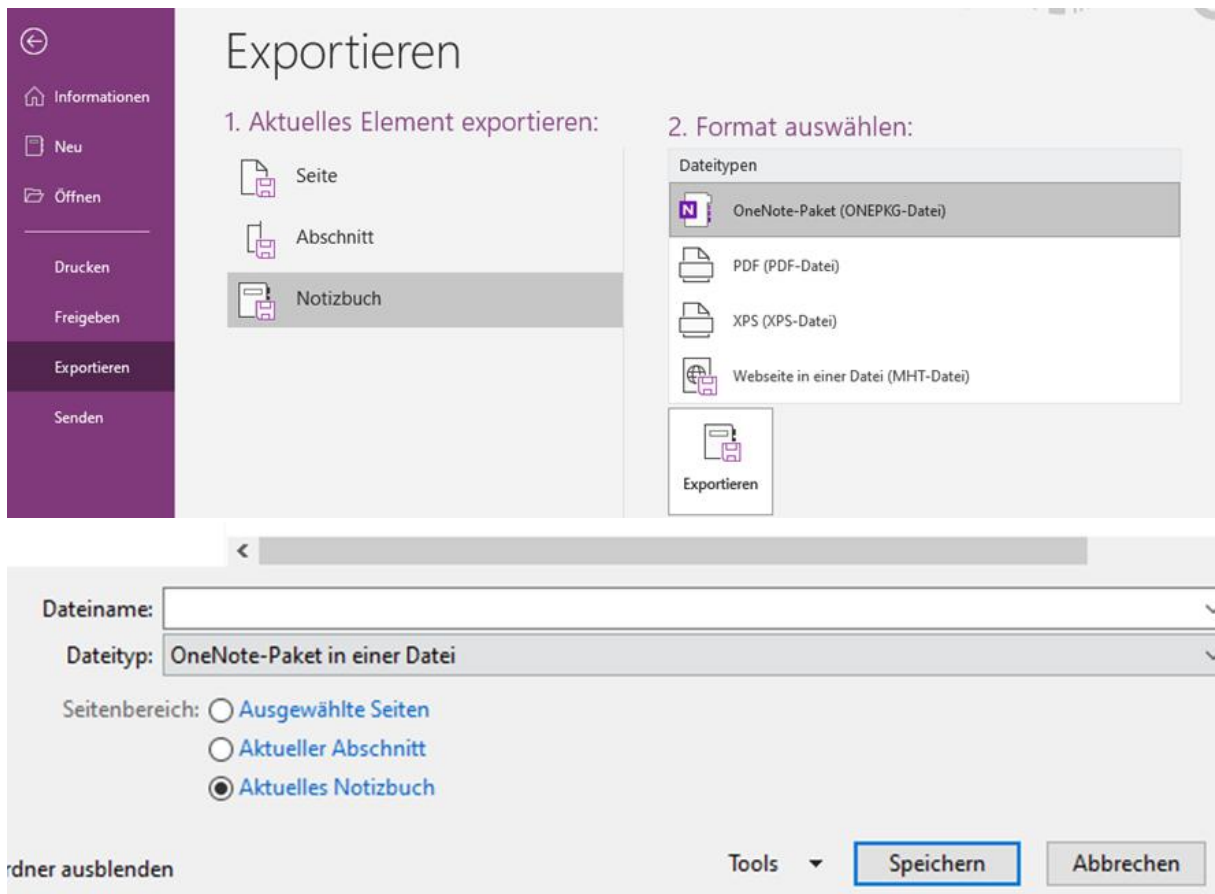 Exportieren
Informationen
Neu
Öffnen
Drucken
Freigeben
Exportieren
Senden
1. Aktuelles Element exportieren:
Seite
Abschnitt
Notizbuch
2. Format auswählen:
Dateitypen
OneNote-Paket (ONEPKG-Datei)
PDF (PDF-Datei)
XPS (XPS-Datei)
Webseite in einer Datei (MHT-Datei)
Exportieren
Dateiname:
Dateityp: OneNote-Paket in einer Datei
Seitenbereich: Ausgewählte Seiten
Aktueller Abschnitt
Aktuelles Notizbuch
rdner ausblenden
Tools
Speichern
Abbrechen